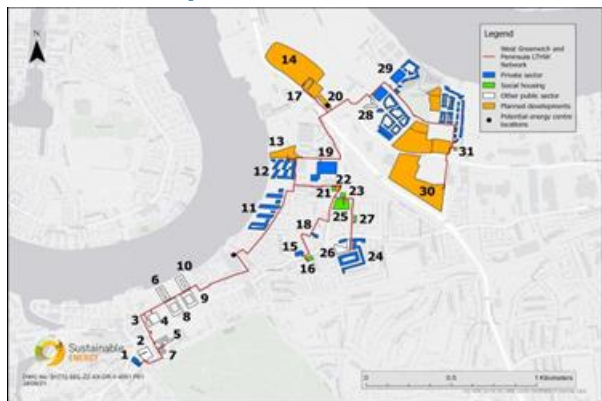 14
29
17
20
28
Legend
West Greenwich and
Peninsula LTHW
Network
Private sector
Social housing
Other public sector
Planned developments
Potential energy centre
locations
13
19
31
12
22
21
23
30
11
25
27
18
15
26
24
16
10
6
9
8
3
4
5
2
1
7
Sustainable
ENERGY
0
0.5
1 Kilometers